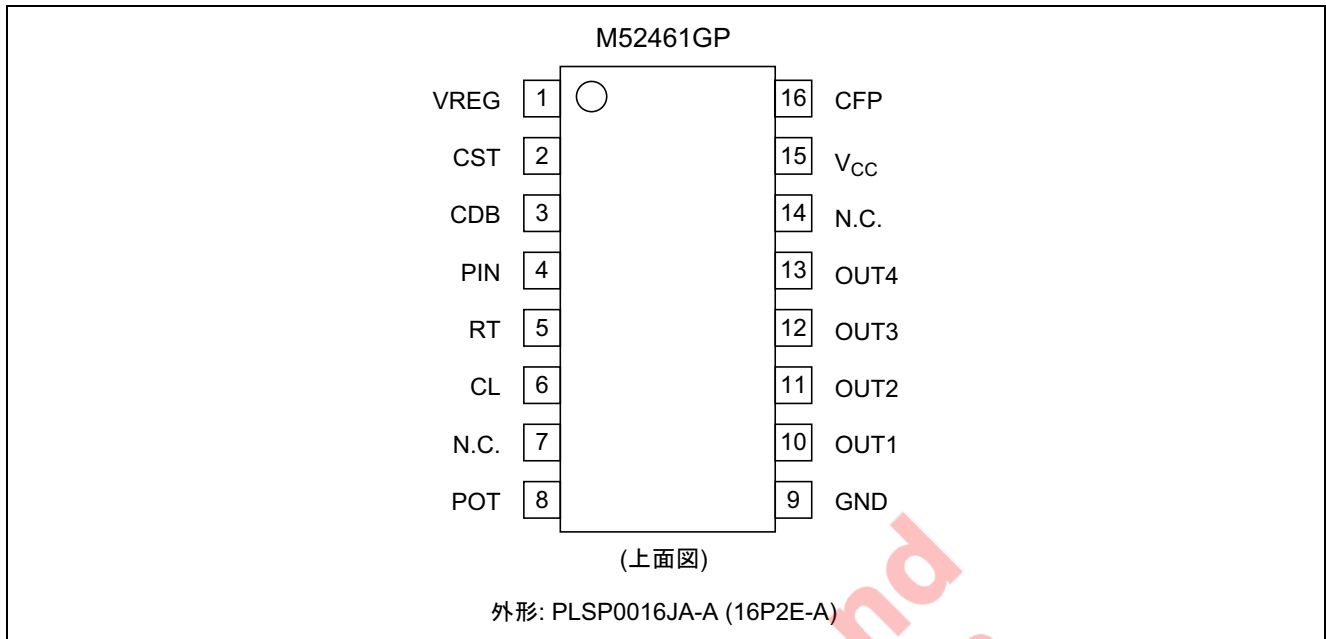 M52461GP
VREG 1 16 CFP
CST 2 15 VCC
CDB 3 14 N.C.
PIN 4 13 OUT4
RT 5 12 OUT3
CL 6 11 OUT2
N.C. 7 10 OUT1
POT 8 9 GND
(上面図)
外形: PLSP0016JA-A (16P2E-A)
nd